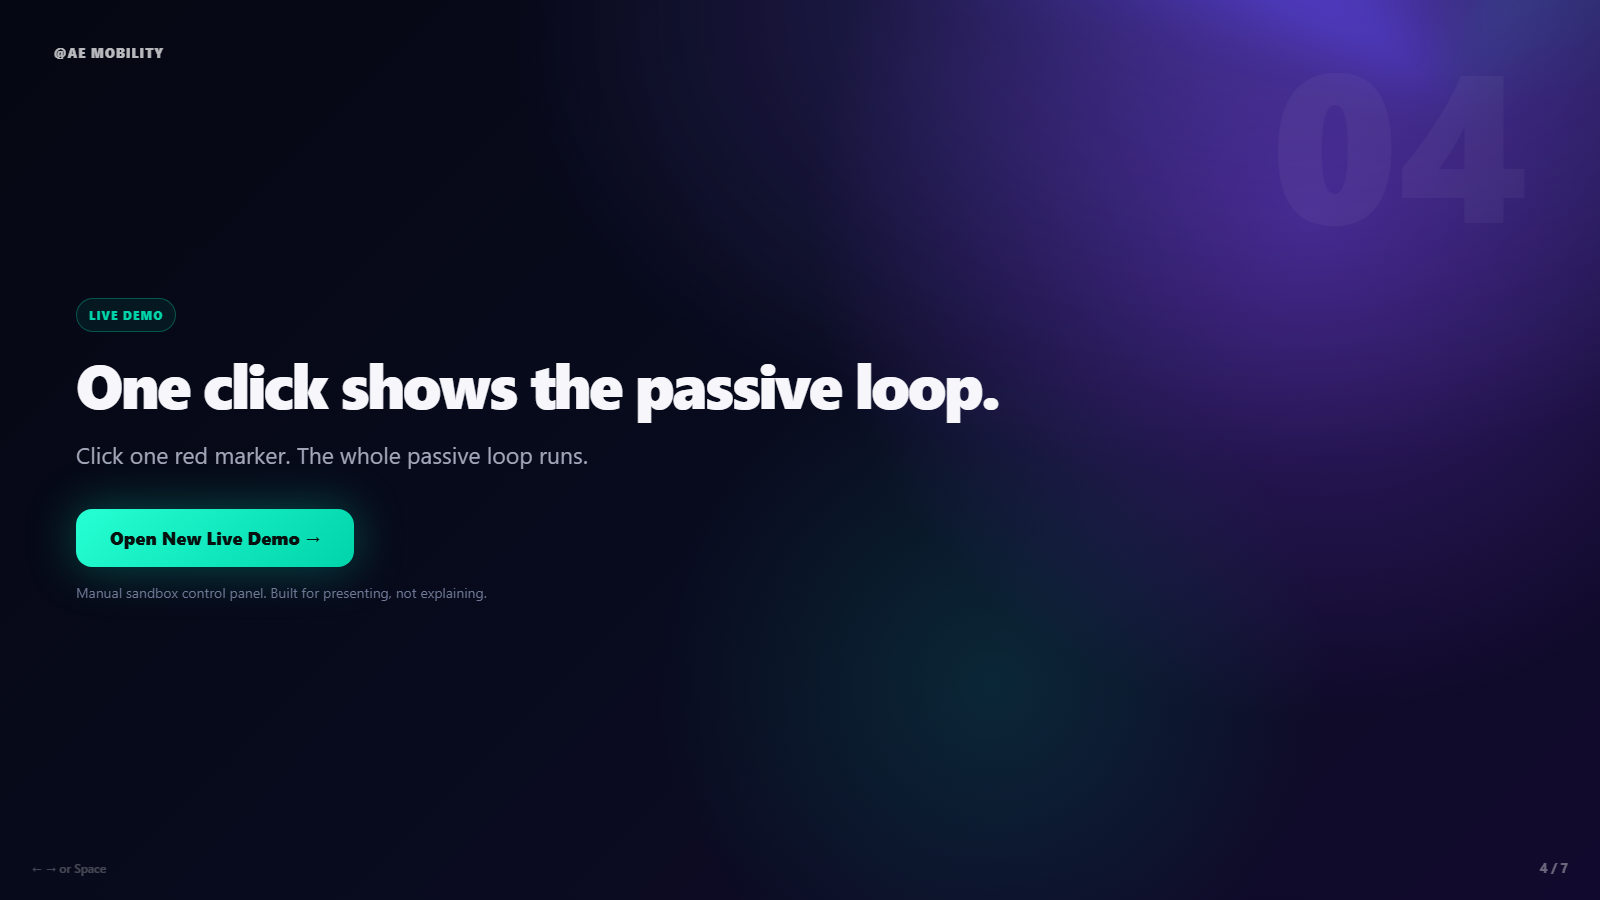 @AE MOBILITY
04
LIVE DEMO
One click shows the passive loop.
Click one red marker. The whole passive loop runs.
Open New Live Demo →
Manual sandbox control panel. Built for presenting, not explaining.
← → or Space
4 / 7